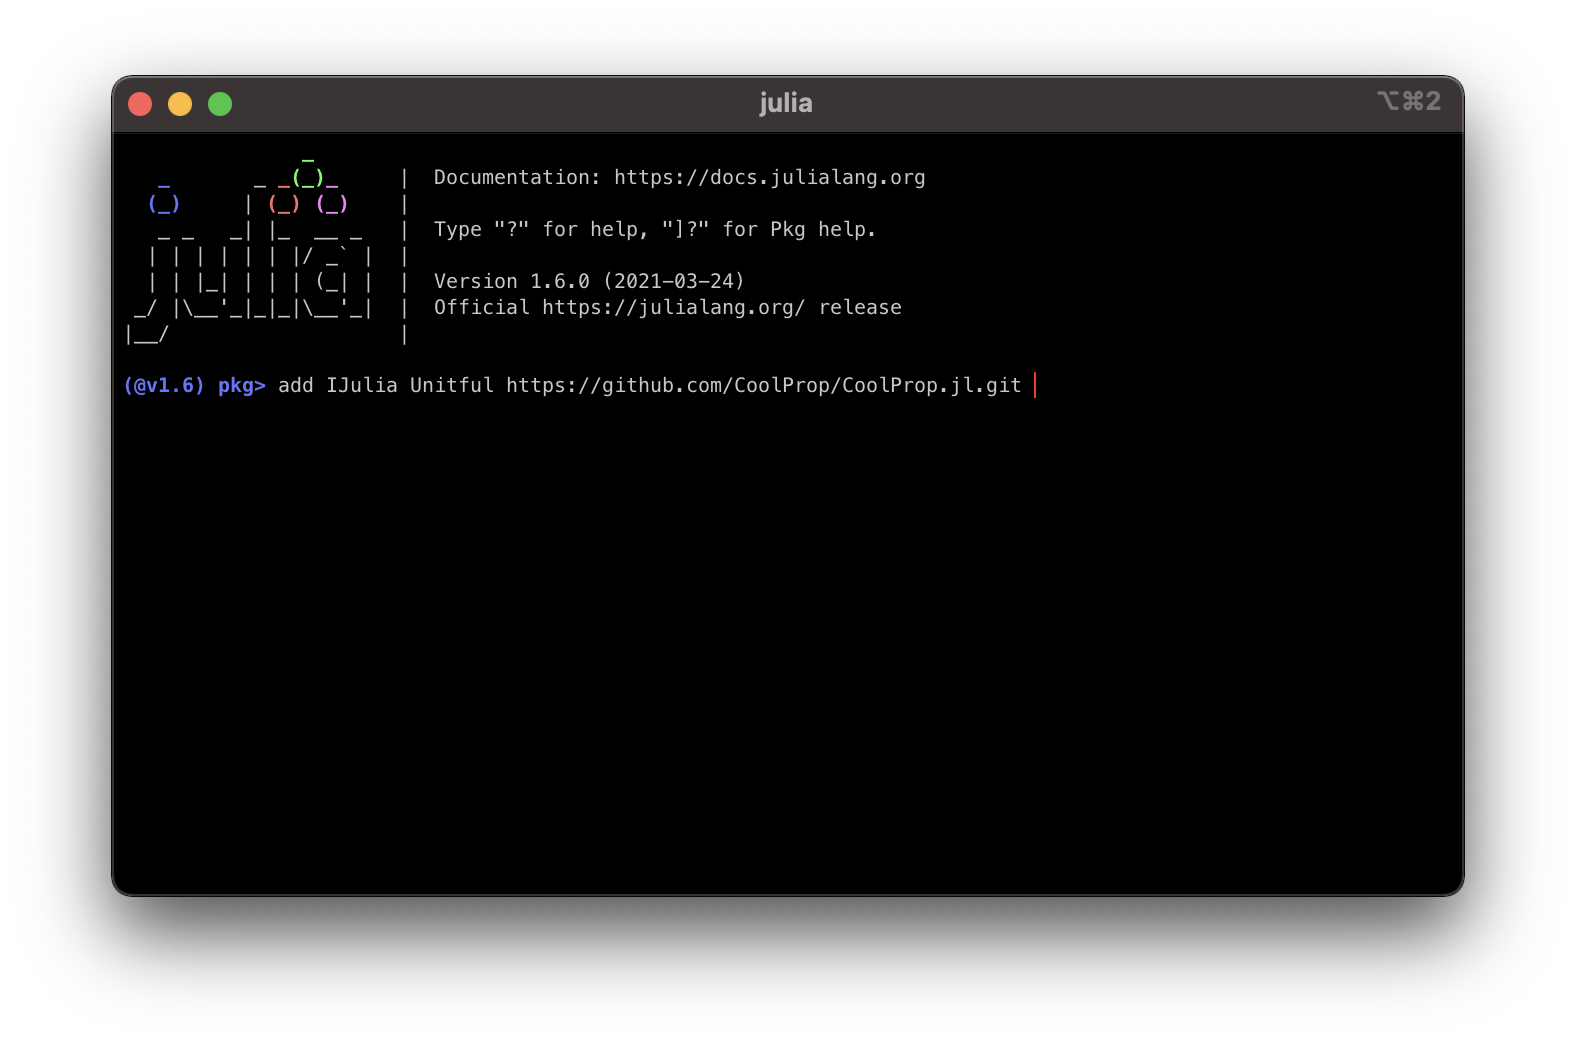 julia ⌥⌘2
               _
   _       _ _(_)_     |  Documentation: https://docs.julialang.org
  (_)     | (_) (_)    |
   _ _   _| |_  __ _   |  Type "?" for help, "]?" for Pkg help.
  | | | | | | |/ _` |  |
  | | |_| | | | (_| |  |  Version 1.6.0 (2021-03-24)
 _/ |\__'_|_|_|\__'_|  |  Official https://julialang.org/ release
|__/                   |
(@v1.6) pkg> add IJulia Unitful https://github.com/CoolProp/CoolProp.jl.git